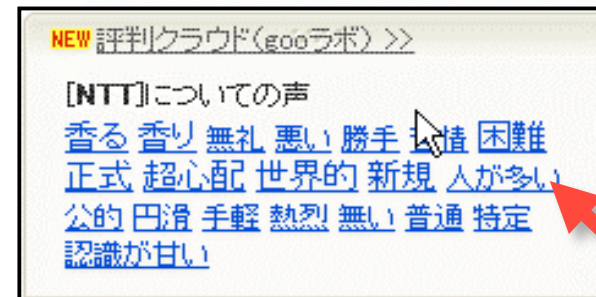 NEW 評判クラウド(gooラボ) >>
[NTT]についての声
香る 香り 無礼 悪い 勝手 情 困難
正式 超心配 世界的 新規 人が多い
公的 円滑 手軽 熱烈 無い 普通 特定
認識が甘い